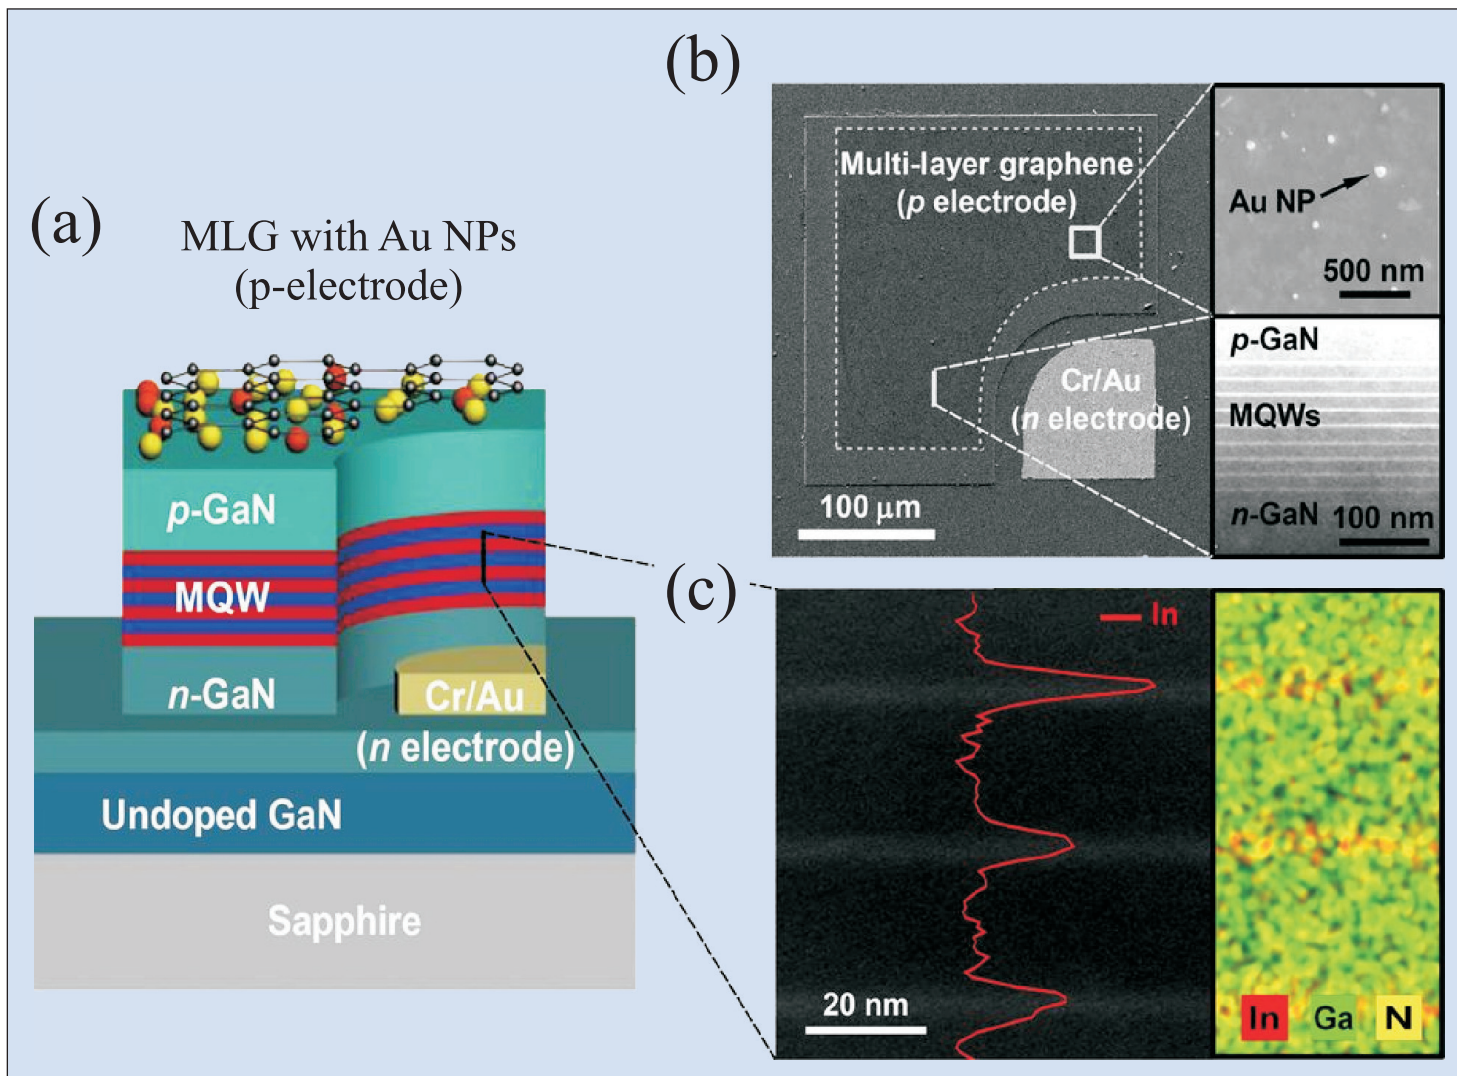 (a)
MLG with Au NPs
(p-electrode)
p-GaN
MQW
n-GaN
Cr/Au
(n electrode)
Undoped GaN
Sapphire
(b)
Multi-layer graphene
(p electrode)
Cr/Au
(n electrode)
100 μm
Au NP
500 nm
p-GaN
MQWs
n-GaN
100 nm
(c)
In
20 nm
In Ga N